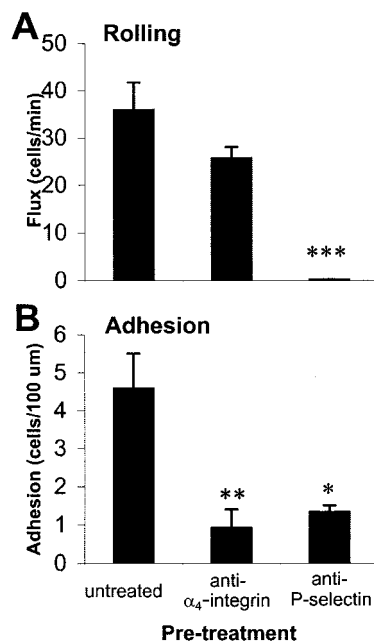 A
Rolling
50
40
30
20
10
0
Flux (cells/min)
***
B
Adhesion
6
5
4
3
2
1
0
Adhesion (cells/100 um)
**
*
untreated
anti-
α4-integrin
anti-
P-selectin
Pre-treatment